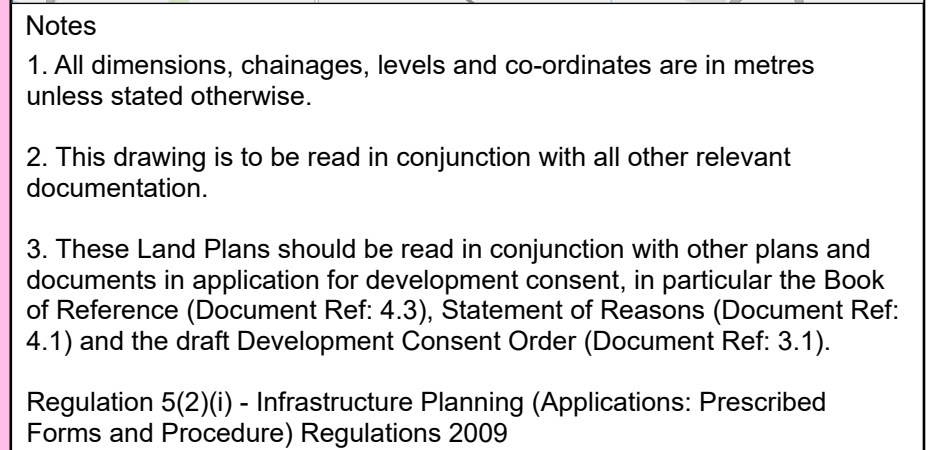 Notes
1. All dimensions, chainages, levels and co-ordinates are in metres
unless stated otherwise.
2. This drawing is to be read in conjunction with all other relevant
documentation.
3. These Land Plans should be read in conjunction with other plans and
documents in application for development consent, in particular the Book
of Reference (Document Ref: 4.3), Statement of Reasons (Document Ref:
4.1) and the draft Development Consent Order (Document Ref: 3.1).
Regulation 5(2)(i) - Infrastructure Planning (Applications: Prescribed
Forms and Procedure) Regulations 2009